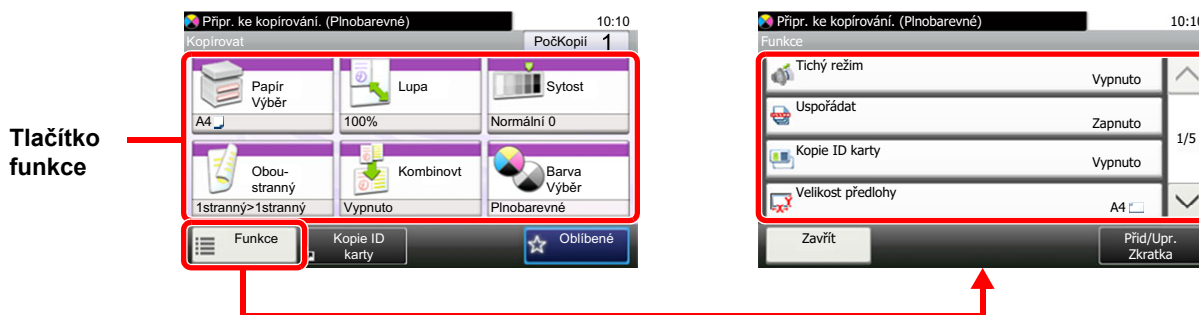 Připr. ke kopírování. (Plnobarevné)
10:10
Kopírovat
PočKopií 1
Papír
Výběr
A4
Lupa
100%
Sytost
Normální 0
Obou-
stranný
1stranný>1stranný
Kombinovt
Vypnuto
Barva
Výběr
Plnobarevné
Funkce
Kopie ID
karty
Oblíbené
Tlačítko
funkce
Připr. ke kopírování. (Plnobarevné)
10:10
Funkce
Tichý režim
Vypnuto
Uspořádat
Zapnuto
Kopie ID karty
Vypnuto
Velikost předlohy
A4
1/5
Zavřít
Přid/Upr.
Zkratka